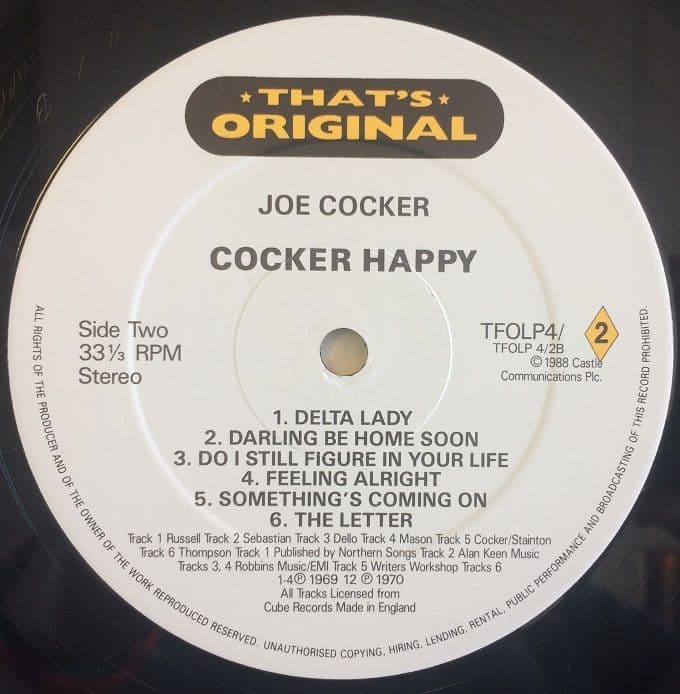 ★ THAT'S ★
ORIGINAL
JOE COCKER
COCKER HAPPY
Side Two
33⅓ RPM
Stereo
TFOLP4/
2
TFOLP 4/2B
© 1988 Castle
Communications Plc.
1. DELTA LADY
2. DARLING BE HOME SOON
3. DO I STILL FIGURE IN YOUR LIFE
4. FEELING ALRIGHT
5. SOMETHING'S COMING ON
6. THE LETTER
Track 1 Russell Track 2 Sebastian Track 3 Dello Track 4 Mason Track 5 Cocker/Stainton
Track 6 Thompson Track 1 Published by Northern Songs Track 2 Alan Keen Music
Tracks 3, 4 Robbins Music/EMI Track 5 Writers Workshop Tracks 6
1-4℗ 1969 12 ℗ 1970
All Tracks Licensed from
Cube Records Made in England
ALL RIGHTS OF THE PRODUCER AND OF THE OWNER OF THE WORK REPRODUCED RESERVED. UNAUTHORISED COPYING, HIRING, LENDING, RENTAL, PUBLIC PERFORMANCE AND BROADCASTING OF THIS RECORD PROHIBITED.